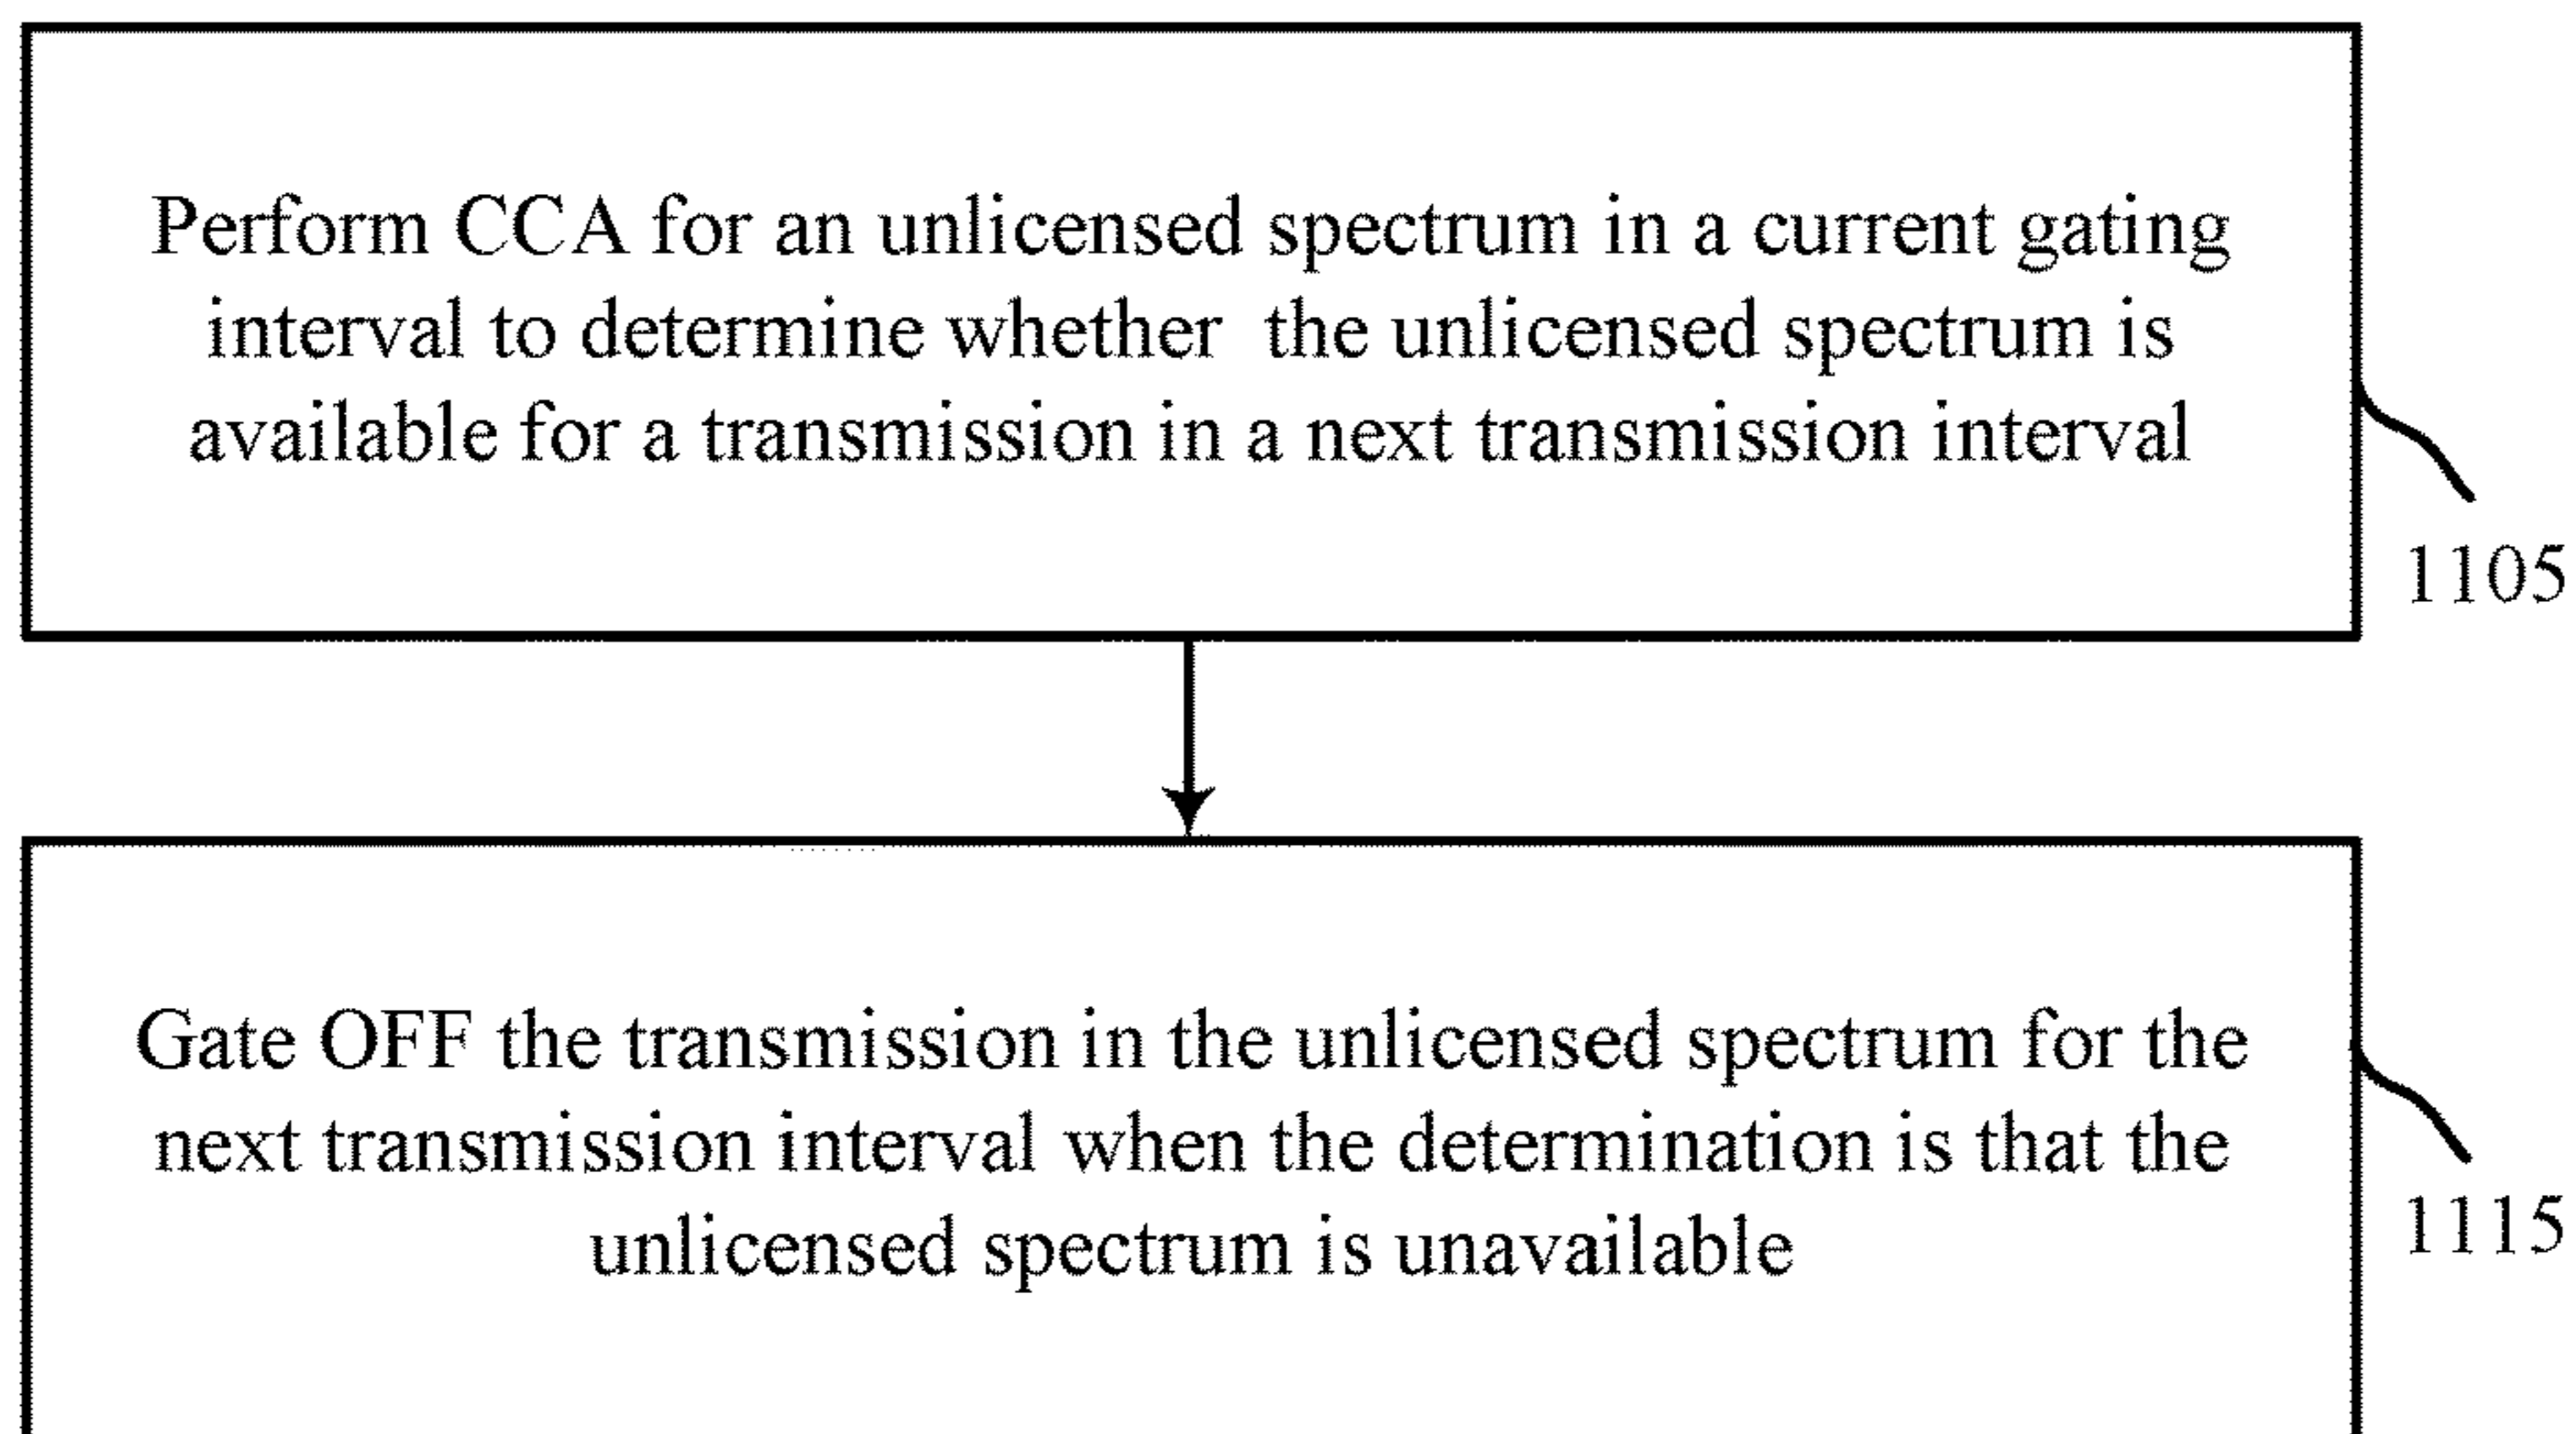 Perform CCA for an unlicensed spectrum in a current gating
interval to determine whether the unlicensed spectrum is
available for a transmission in a next transmission interval
1105
Gate OFF the transmission in the unlicensed spectrum for the
next transmission interval when the determination is that the
unlicensed spectrum is unavailable
1115